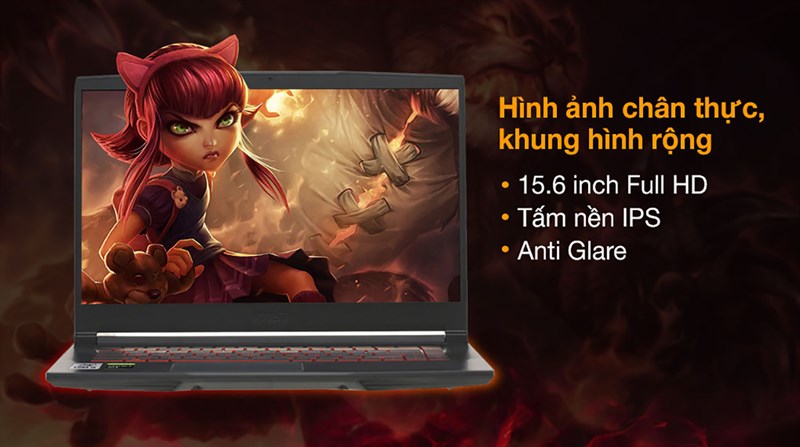 Hình ảnh chân thực,
khung hình rộng
• 15.6 inch Full HD
• Tấm nền IPS
• Anti Glare